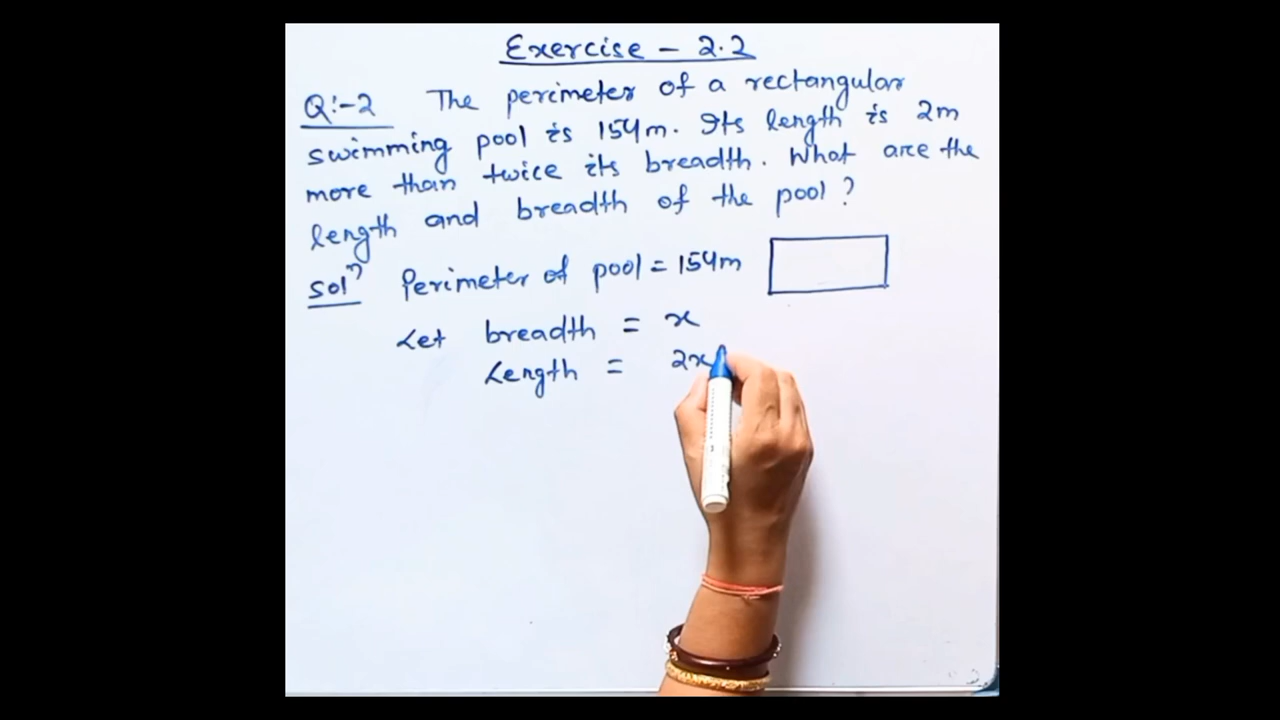 Exercise - 2.2
Q:-2 The perimeter of a rectangular
swimming pool is 154m. Its length is 2m
more than twice its breadth. What are the
length and breadth of the pool?
Solⁿ Perimeter of pool = 154m
Let breadth = x
Length = 2x